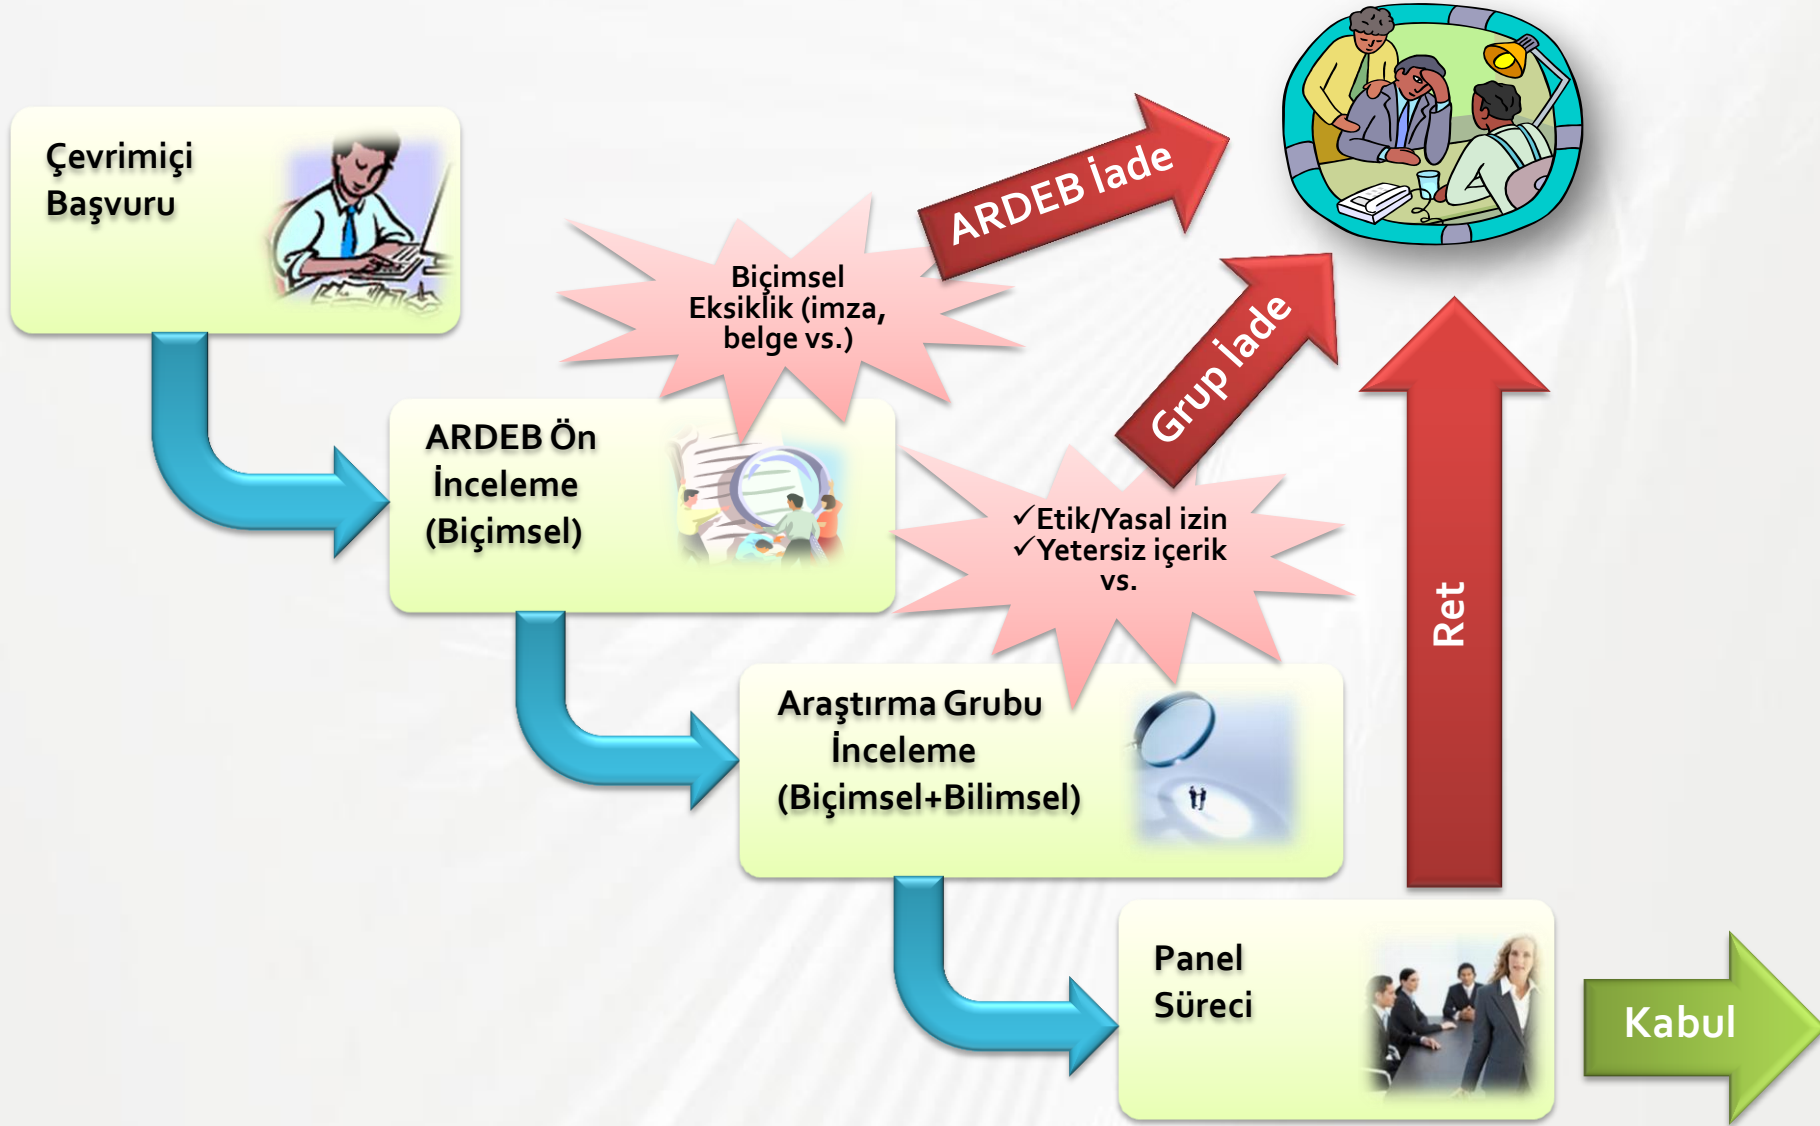 Çevrimiçi
Başvuru
ARDEB İade
Biçimsel
Eksiklik (imza,
belge vs.)
Grup İade
ARDEB Ön
İnceleme
(Biçimsel)
✓Etik/Yasal izin
✓Yetersiz içerik
vs.
Ret
Araştırma Grubu
İnceleme
(Biçimsel+Bilimsel)
Panel
Süreci
Kabul